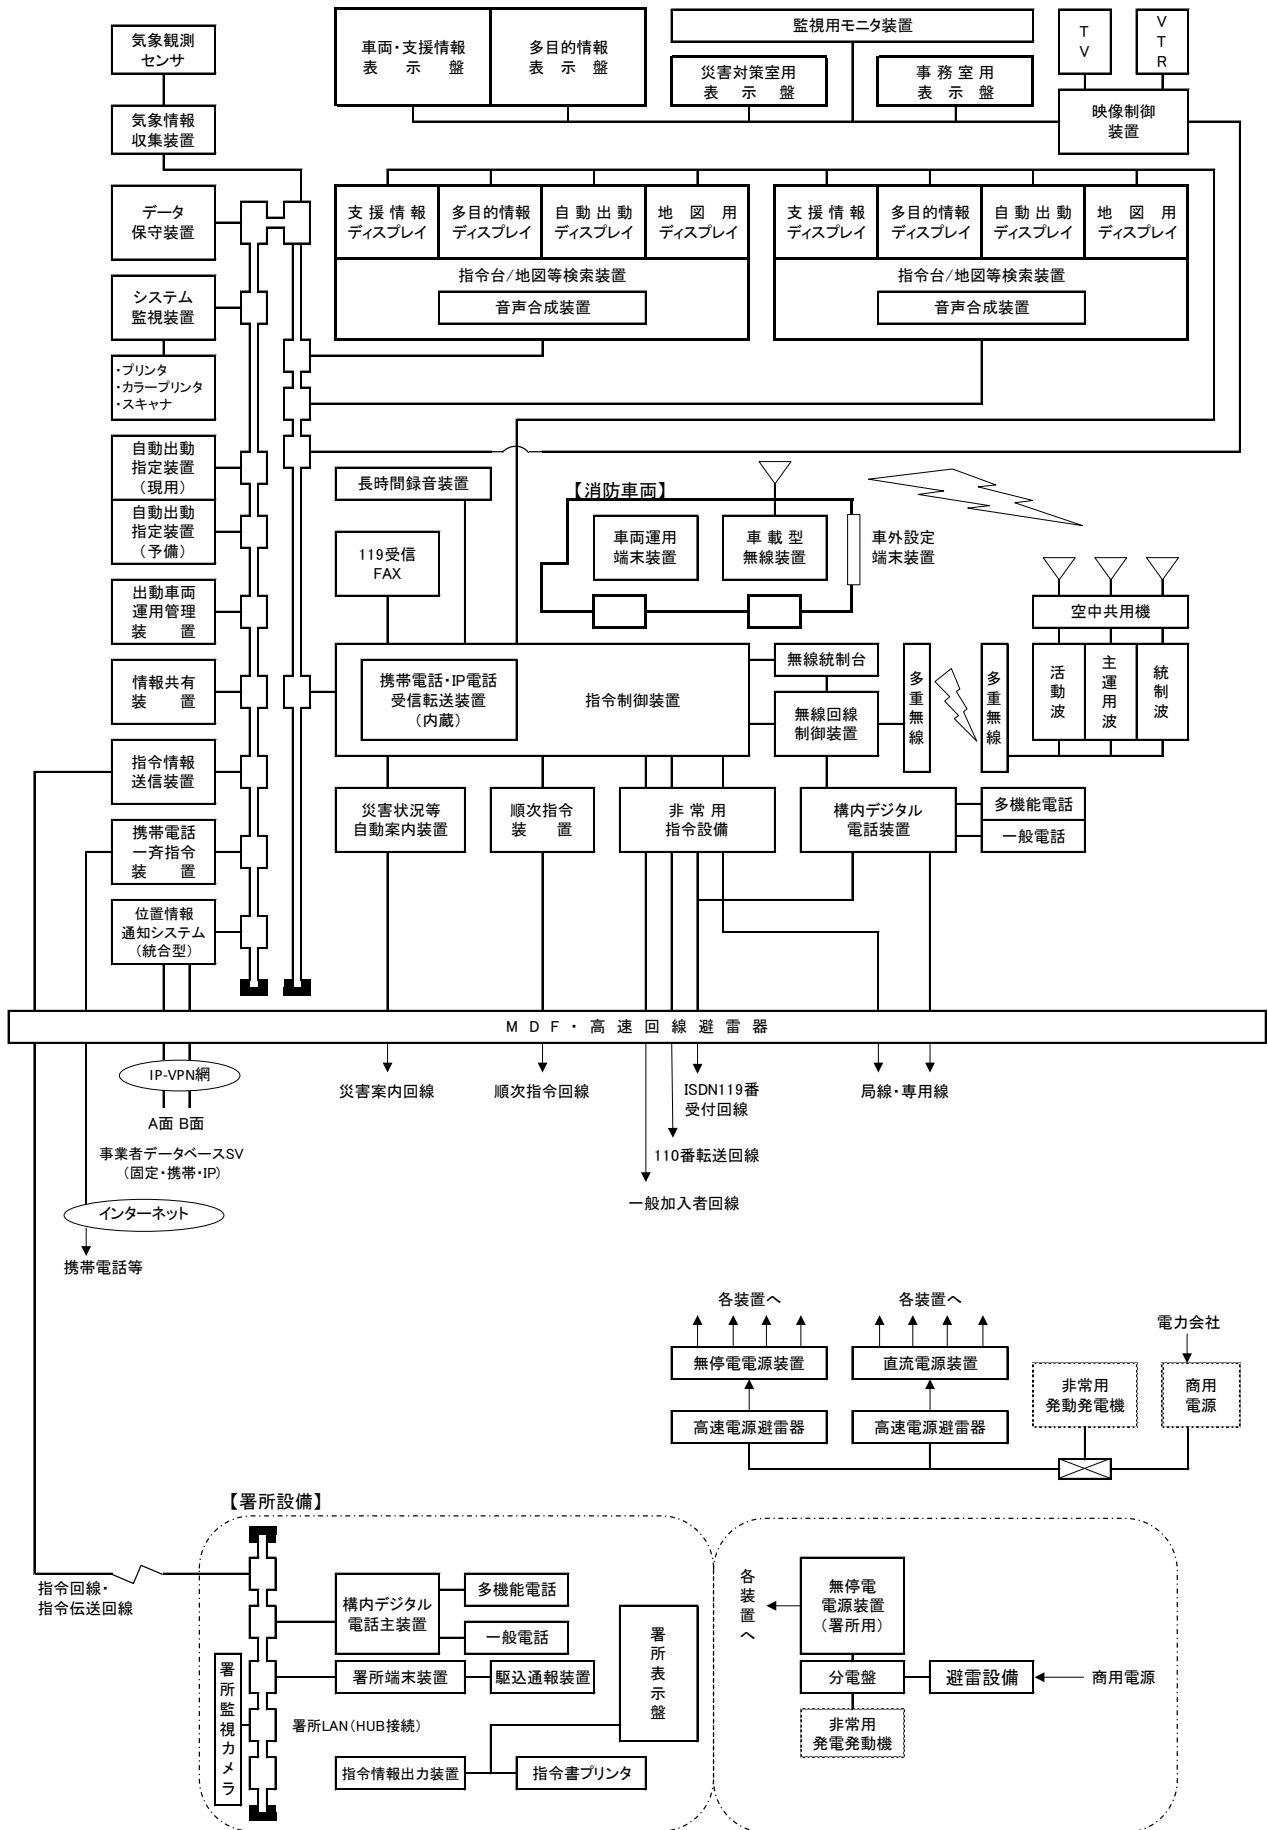 気象観測
センサ
気象情報
収集装置
車両・支援情報
表示盤
多目的情報
表示盤
監視用モニタ装置
災害対策室用
表示盤
事務室用
表示盤
TV
VTR
映像制御
装置
データ
保守装置
システム
監視装置
・プリンタ
・カラープリンタ
・スキャナ
自動出動
指定装置
（現用）
自動出動
指定装置
（予備）
出動車両
運用管理
装置
情報共有
装置
指令情報
送信装置
携帯電話
一斉指令
装置
位置情報
通知システム
（統合型）
支援情報
ディスプレイ
多目的情報
ディスプレイ
自動出動
ディスプレイ
地図用
ディスプレイ
指令台/地図等検索装置
音声合成装置
支援情報
ディスプレイ
多目的情報
ディスプレイ
自動出動
ディスプレイ
地図用
ディスプレイ
指令台/地図等検索装置
音声合成装置
長時間録音装置
119受信
FAX
【消防車両】
車両運用
端末装置
車載型
無線装置
車外設定
端末装置
空中共用機
活動波
主運用波
統制波
携帯電話・IP電話
受信転送装置
（内蔵）
指令制御装置
無線統制台
無線回線
制御装置
多重無線
多重無線
災害状況等
自動案内装置
順次指令
装置
非常用
指令設備
構内デジタル
電話装置
多機能電話
一般電話
MDF・高速回線避雷器
IP-VPN網
A面 B面
事業者データベースSV
（固定・携帯・IP）
インターネット
携帯電話等
災害案内回線
順次指令回線
ISDN119番
受付回線
110番転送回線
一般加入者回線
局線・専用線
各装置へ
各装置へ
電力会社
無停電電源装置
直流電源装置
非常用
発動発電機
商用
電源
高速電源避雷器
高速電源避雷器
【署所設備】
指令回線・
指令伝送回線
構内デジタル
電話主装置
多機能電話
一般電話
署所端末装置
駆込通報装置
署所表示盤
署所監視カメラ
署所LAN（HUB接続）
指令情報出力装置
指令書プリンタ
各装置へ
無停電
電源装置
（署所用）
分電盤
避雷設備
商用電源
非常用
発電発動機